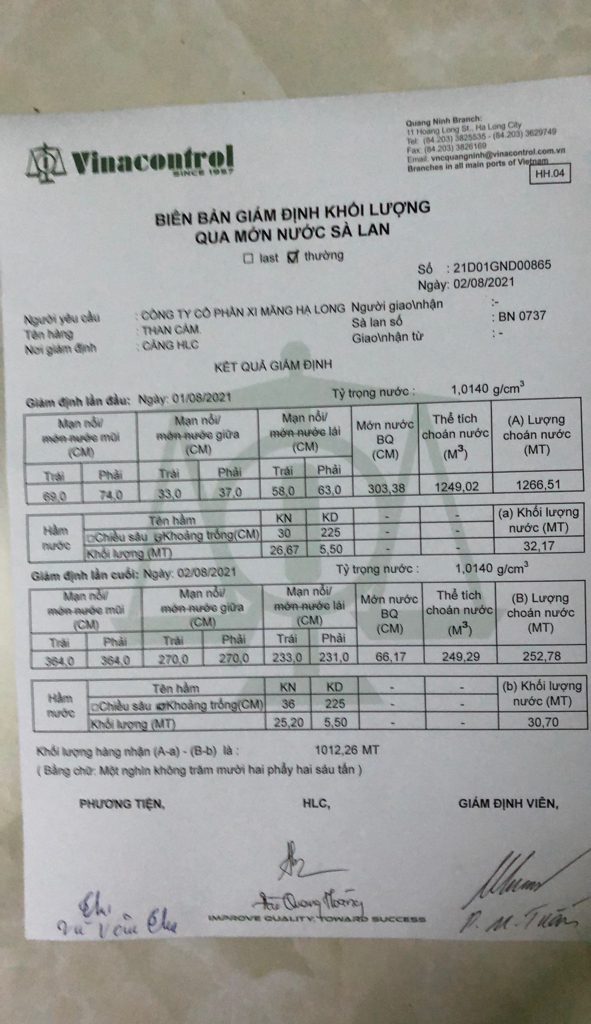 Vinacontrol
SINCE 1957
Quang Ninh Branch:
11 Hoang Long St., Ha Long City
Tel: (84.203) 3825535 - (84.203) 3629749
Fax: (84.203) 3826169
Email: vncquangninh@vinacontrol.com.vn
Branches in all main ports of Vietnam
HH.04
BIÊN BẢN GIÁM ĐỊNH KHỐI LƯỢNG
QUA MỚN NƯỚC SÀ LAN
☐ last ☑ thường
Số : 21D01GND00865
Ngày: 02/08/2021
Người yêu cầu : CÔNG TY CỔ PHẦN XI MĂNG HẠ LONG Người giao\nhận :-
Tên hàng : THAN CÁM. Sà lan số : BN 0737
Nơi giám định : CẢNG HLC Giao\nhận từ : -
KẾT QUẢ GIÁM ĐỊNH
Giám định lần đầu: Ngày: 01/08/2021 Tỷ trọng nước : 1,0140 g/cm³
Mạn nổi/ món nước mũi (CM) Mạn nổi/ món nước giữa (CM) Mạn nổi/ món nước lái (CM) Món nước BQ (CM) Thể tích choán nước (M³) (A) Lượng choán nước (MT)
Trái Phải Trái Phải Trái Phải
69,0 74,0 33,0 37,0 58,0 63,0 303,38 1249,02 1266,51
Hầm nước Tên hầm KN KD - - (a) Khối lượng nước (MT)
☐Chiều sâu ☑Khoảng trống(CM) 30 225 - -
Khối lượng (MT) 26,67 5,50 - - 32,17
Giám định lần cuối: Ngày: 02/08/2021 Tỷ trọng nước : 1,0140 g/cm³
Mạn nổi/ món nước mũi (CM) Mạn nổi/ món nước giữa (CM) Mạn nổi/ món nước lái (CM) Món nước BQ (CM) Thể tích choán nước (M³) (B) Lượng choán nước (MT)
Trái Phải Trái Phải Trái Phải
364,0 364,0 270,0 270,0 233,0 231,0 66,17 249,29 252,78
Hầm nước Tên hầm KN KD - - (b) Khối lượng nước (MT)
☐Chiều sâu ☑Khoảng trống(CM) 36 225 - -
Khối lượng (MT) 25,20 5,50 - - 30,70
Khối lượng hàng nhận (A-a) - (B-b) là : 1012,26 MT
( Bằng chữ: Một nghìn không trăm mười hai phẩy hai sáu tấn )
PHƯƠNG TIỆN, HLC, GIÁM ĐỊNH VIÊN,
IMPROVE QUALITY, TOWARD SUCCESS